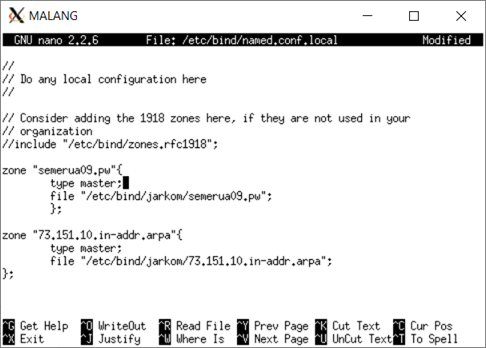 MALANG
GNU nano 2.2.6 File: /etc/bind/named.conf.local Modified
//
// Do any local configuration here
//
// Consider adding the 1918 zones here, if they are not used in your
// organization
//include "/etc/bind/zones.rfc1918";
zone "semerua09.pw"{
type master;
file "/etc/bind/jarkom/semerua09.pw";
};
zone "73.151.10.in-addr.arpa"{
type master;
file "/etc/bind/jarkom/73.151.10.in-addr.arpa";
};
^G Get Help ^O WriteOut ^R Read File ^Y Prev Page ^K Cut Text ^C Cur Pos
^X Exit ^J Justify ^W Where Is ^V Next Page ^U UnCut Text ^T To Spell